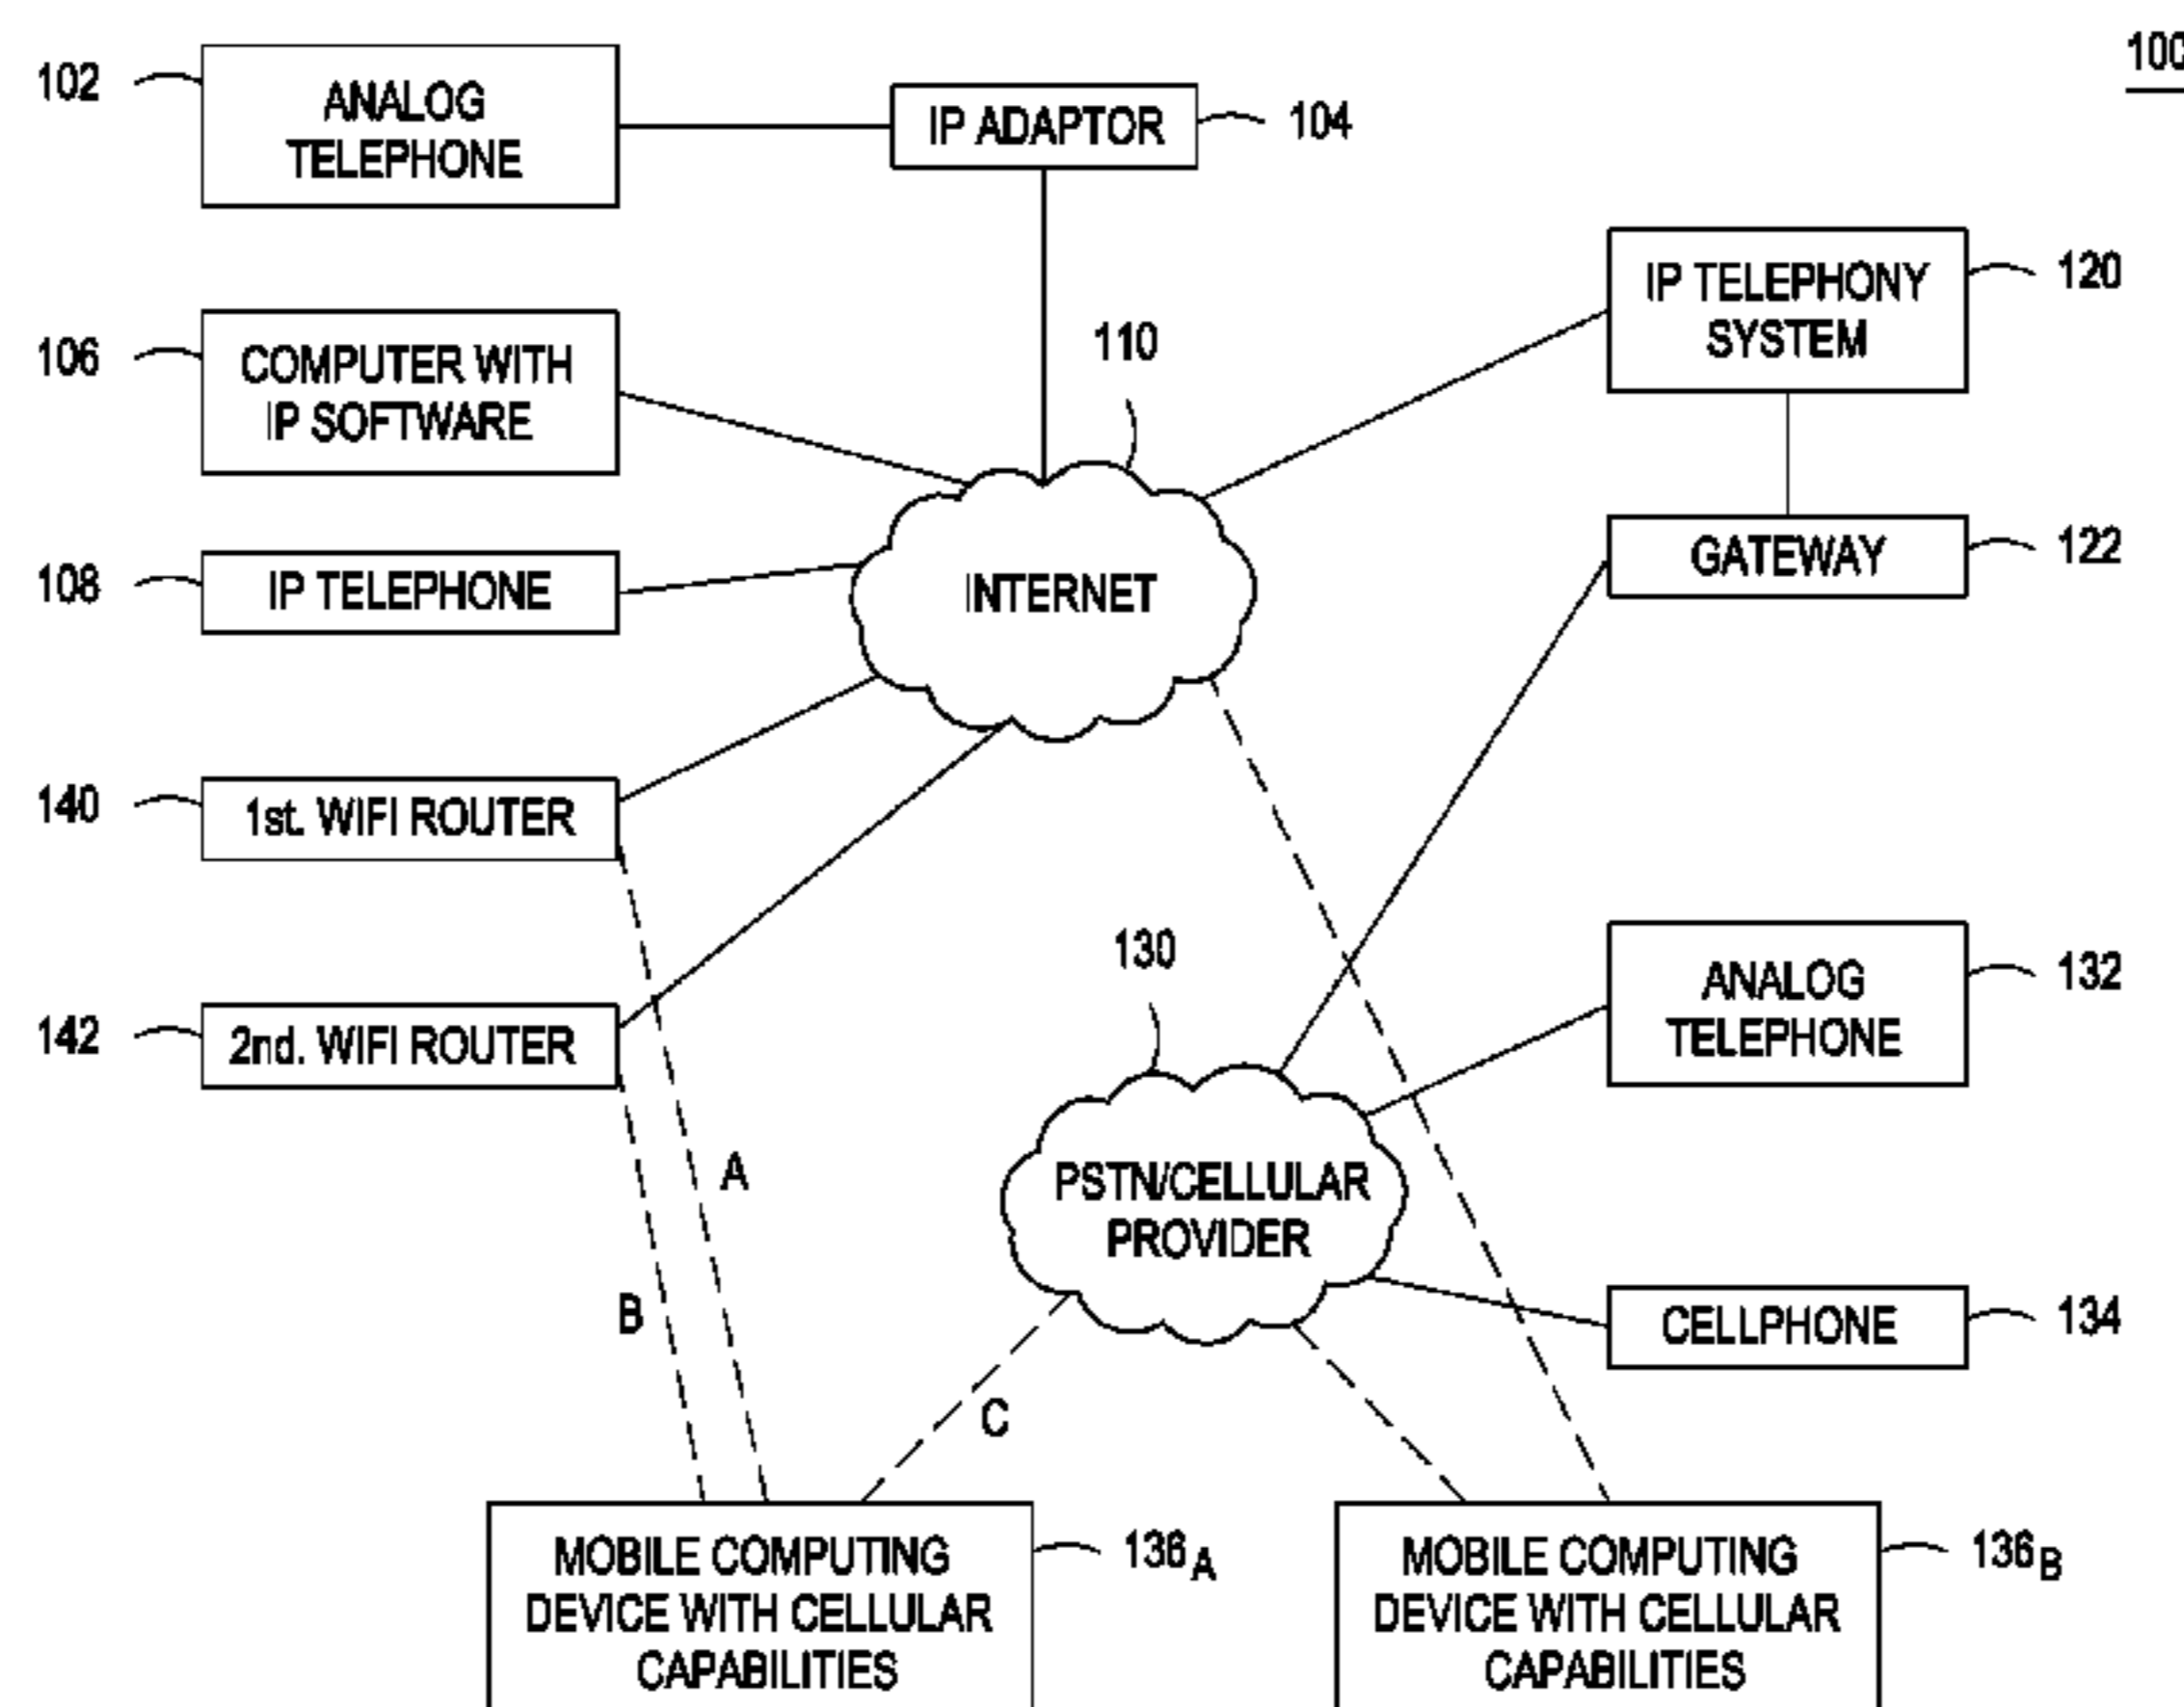 100
102
ANALOG
TELEPHONE
IP ADAPTOR
104
IP TELEPHONY
SYSTEM
120
106
COMPUTER WITH
IP SOFTWARE
110
108
IP TELEPHONE
INTERNET
GATEWAY
122
140
1st. WIFI ROUTER
142
2nd. WIFI ROUTER
130
ANALOG
TELEPHONE
132
A
B
PSTN/CELLULAR
PROVIDER
CELLPHONE
134
C
MOBILE COMPUTING
DEVICE WITH CELLULAR
CAPABILITIES
136A
MOBILE COMPUTING
DEVICE WITH CELLULAR
CAPABILITIES
136B